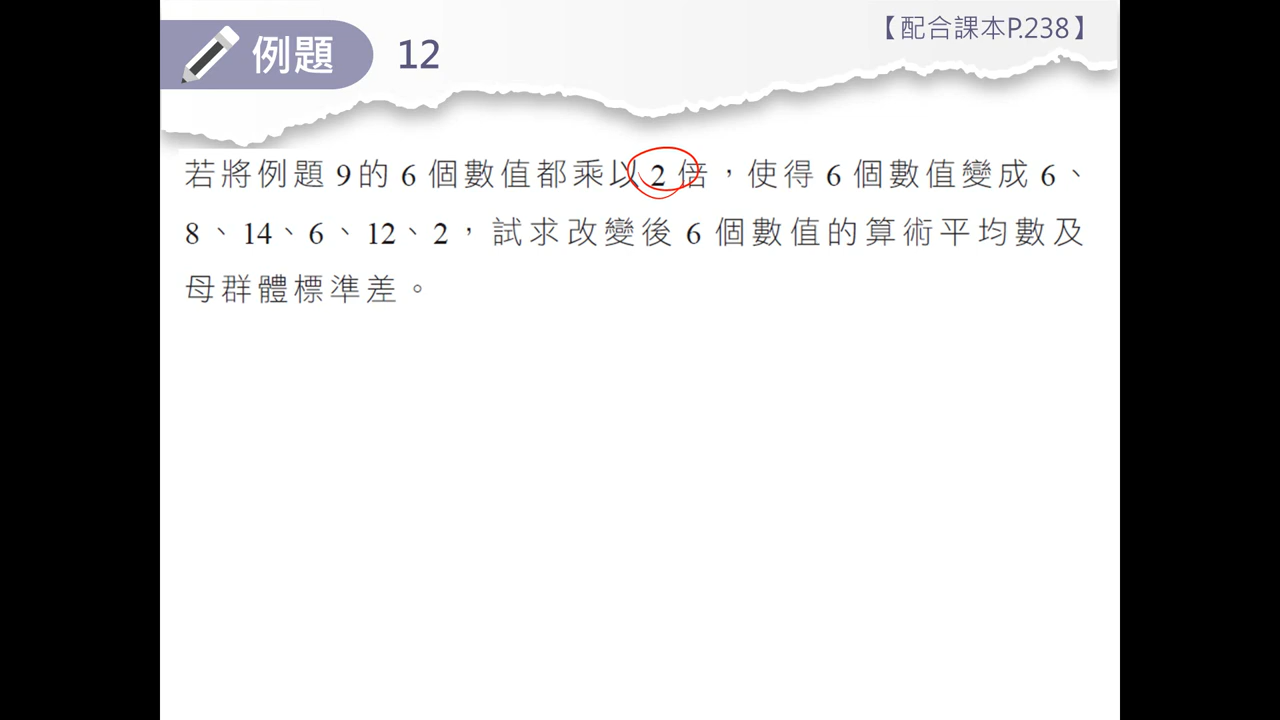 例題 12
【配合課本P.238】
若將例題 9 的 6 個數值都乘以 2 倍，使得 6 個數值變成 6、
8、14、6、12、2，試求改變後 6 個數值的算術平均數及
母群體標準差。